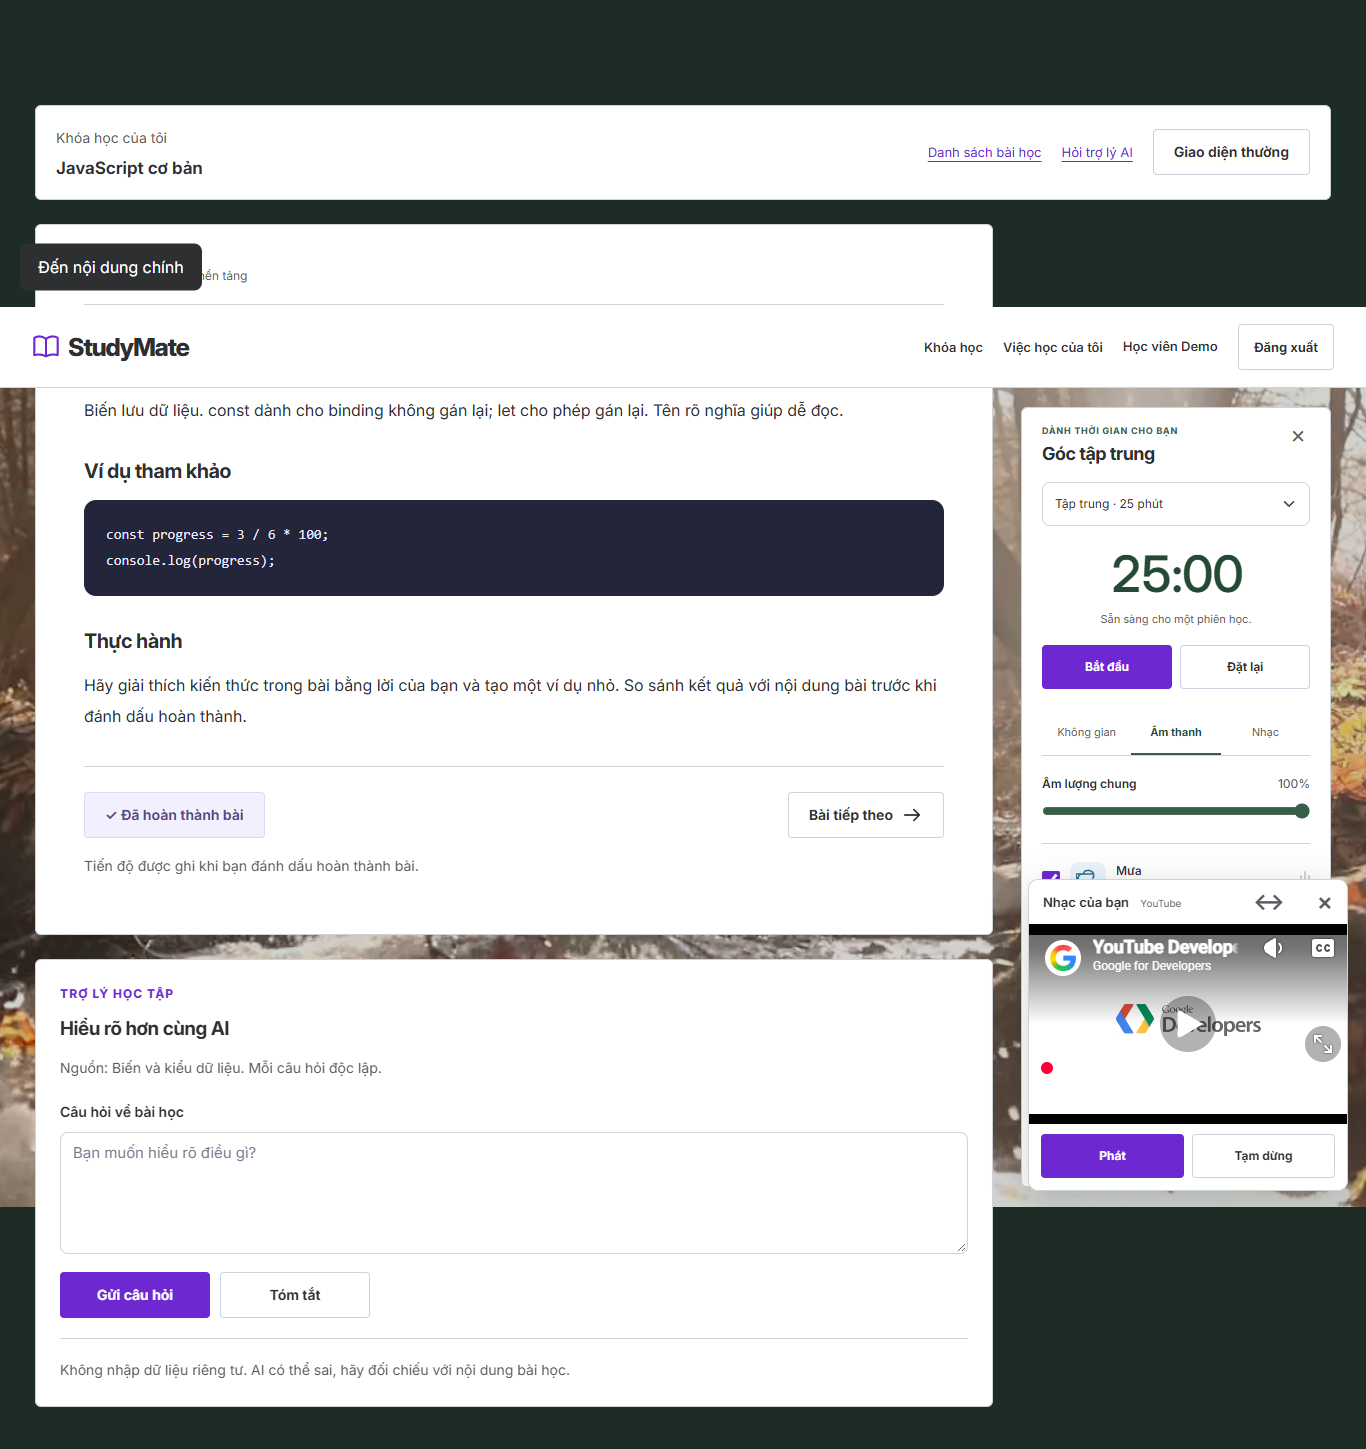 Khóa học của tôi
JavaScript cơ bản
Danh sách bài học
Hỏi trợ lý AI
Giao diện thường
Đến nội dung chính
tảng
StudyMate
Khóa học
Việc học của tôi
Học viên Demo
Đăng xuất
Biến lưu dữ liệu. const dành cho binding không gán lại; let cho phép gán lại. Tên rõ nghĩa giúp dễ đọc.
Ví dụ tham khảo
const progress = 3 / 6 * 100;
console.log(progress);
Thực hành
Hãy giải thích kiến thức trong bài bằng lời của bạn và tạo một ví dụ nhỏ. So sánh kết quả với nội dung bài trước khi
đánh dấu hoàn thành.
Đã hoàn thành bài
Bài tiếp theo
Tiến độ được ghi khi bạn đánh dấu hoàn thành bài.
DÀNH THỜI GIAN CHO BẠN
Góc tập trung
Tập trung · 25 phút
25:00
Sẵn sàng cho một phiên học.
Bắt đầu
Đặt lại
Không gian
Âm thanh
Nhạc
Âm lượng chung
100%
Mưa
Nhạc của bạn
YouTube
YouTube Develop
Google for Developers
CC
Google
Developers
Phát
Tạm dừng
TRỢ LÝ HỌC TẬP
Hiểu rõ hơn cùng AI
Nguồn: Biến và kiểu dữ liệu. Mỗi câu hỏi độc lập.
Câu hỏi về bài học
Bạn muốn hiểu rõ điều gì?
Gửi câu hỏi
Tóm tắt
Không nhập dữ liệu riêng tư. AI có thể sai, hãy đối chiếu với nội dung bài học.